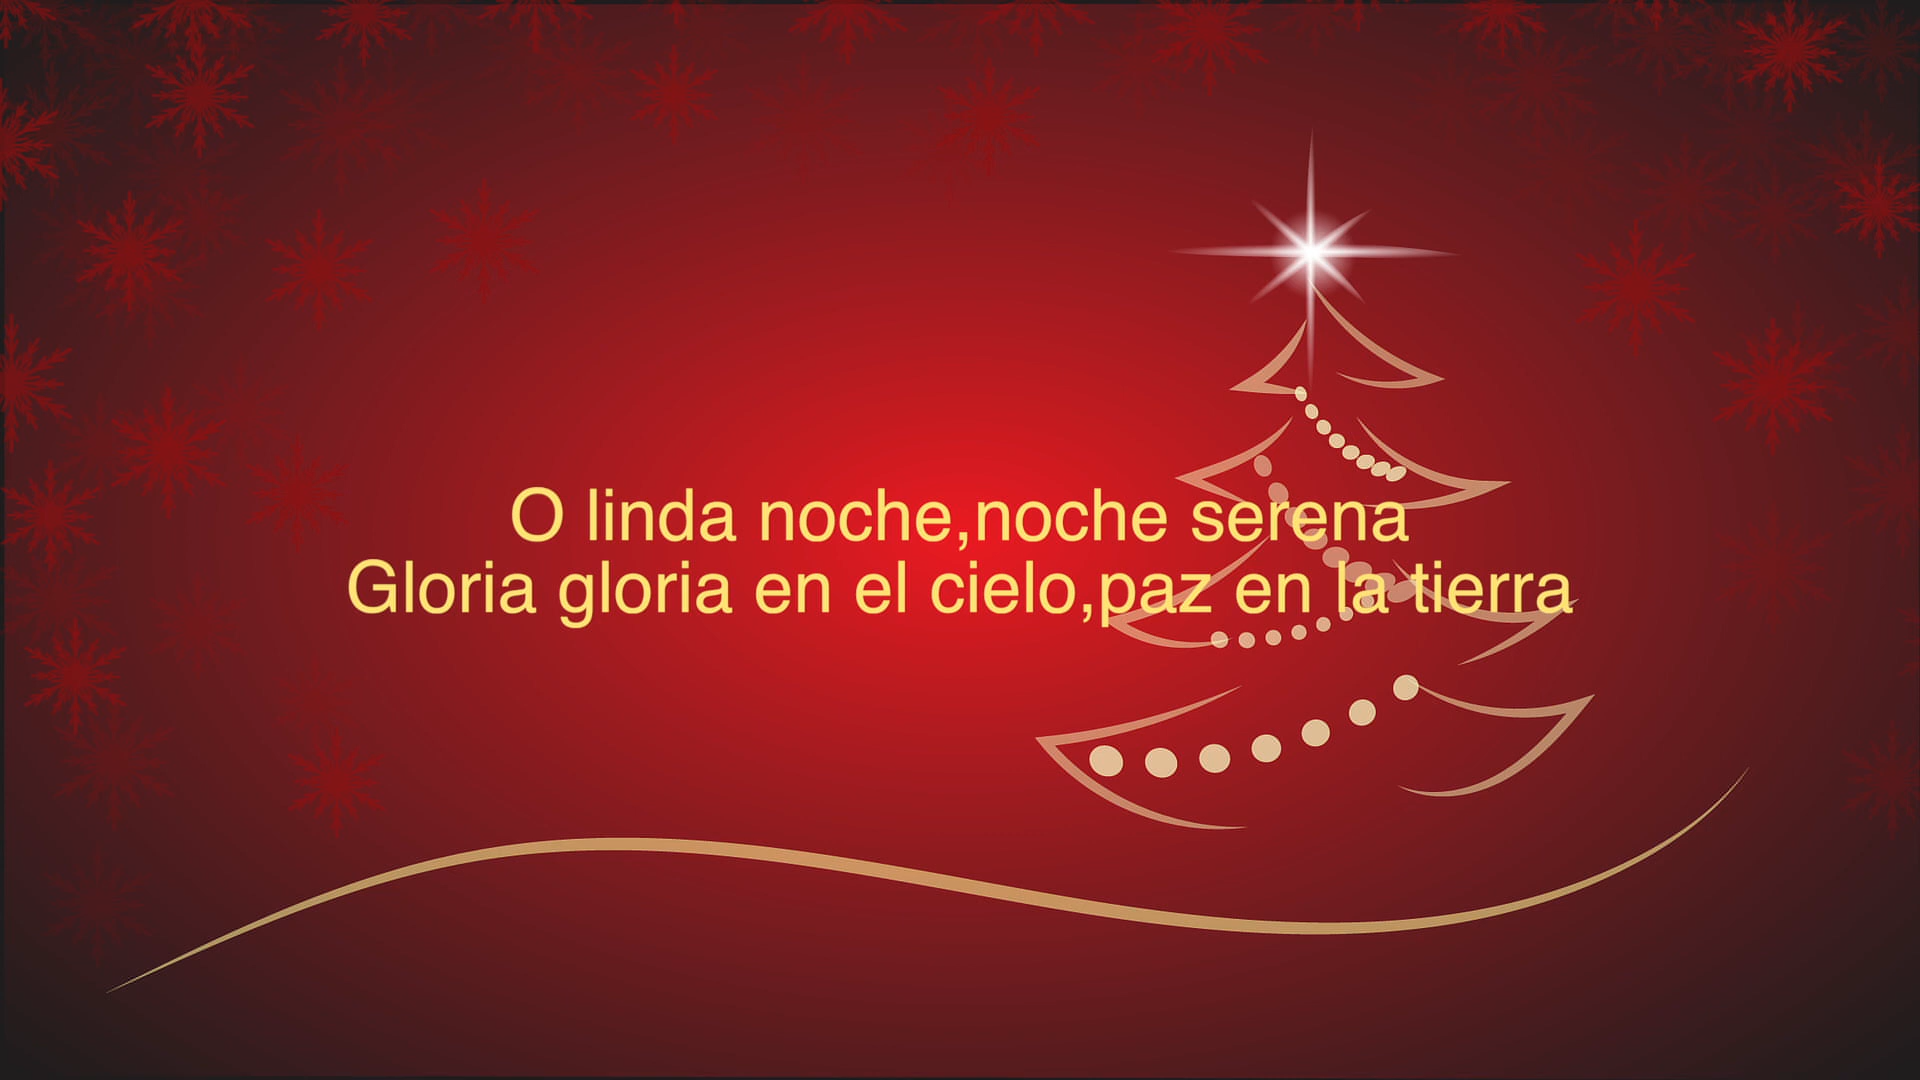 O linda noche,noche serena
Gloria gloria en el cielo,paz en la tierra